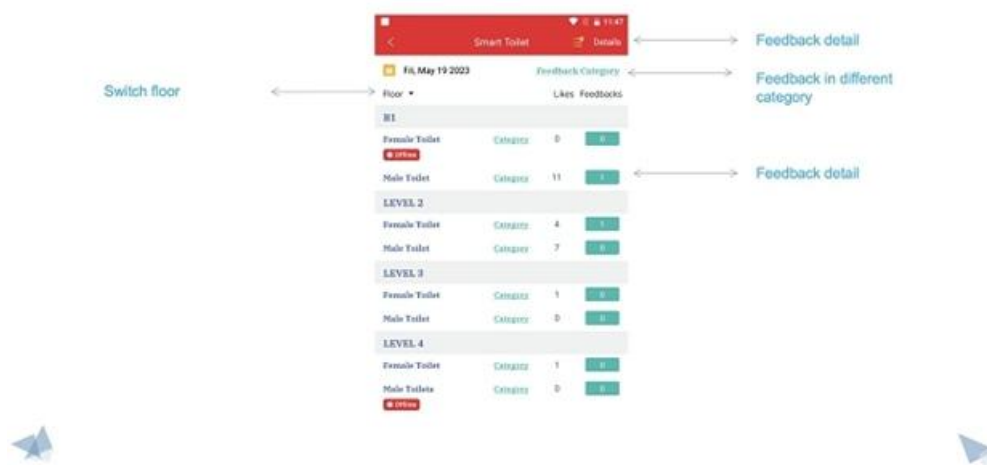 11:47
Smart Toilet
Details
Feedback detail
Fri, May 19 2023
Feedback Category
Feedback in different
category
Switch floor
Floor
Likes Feedbacks
B1
Female Toilet Category 0 0
Offline
Male Toilet Category 11 1
Feedback detail
LEVEL 2
Female Toilet Category 4 1
Male Toilet Category 7 0
LEVEL 3
Female Toilet Category 1 0
Male Toilet Category 0 0
LEVEL 4
Female Toilet Category 1 0
Male Toilets Category 0 0
Offline